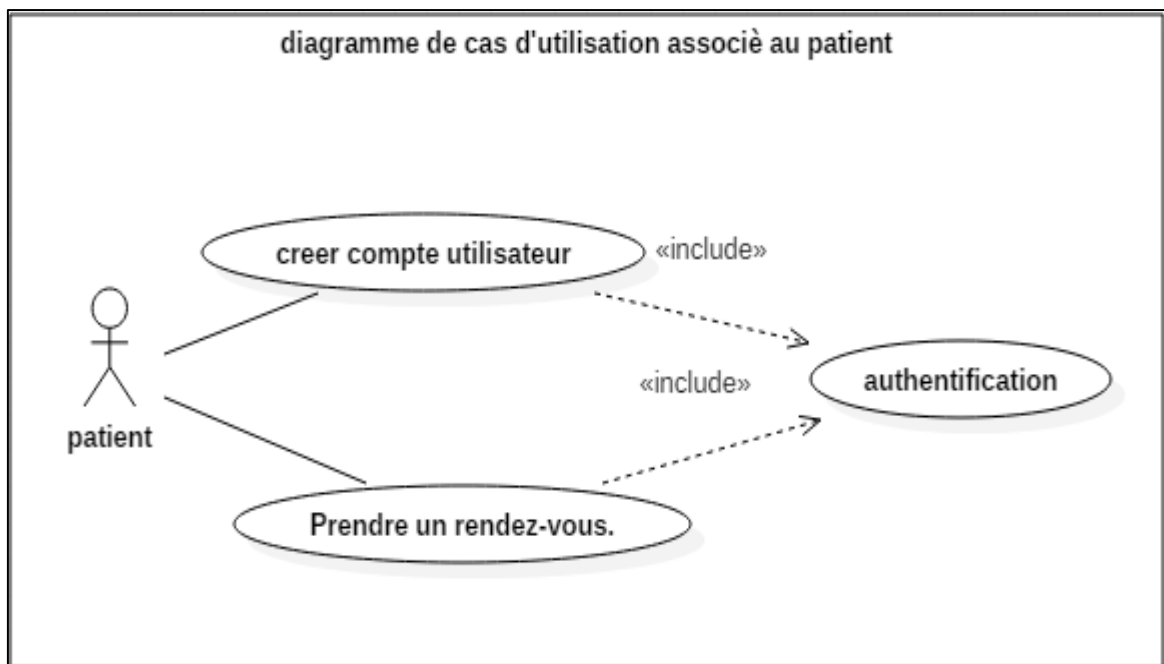 diagramme de cas d'utilisation associè au patient
creer compte utilisateur
«include»
«include»
authentification
patient
Prendre un rendez-vous.